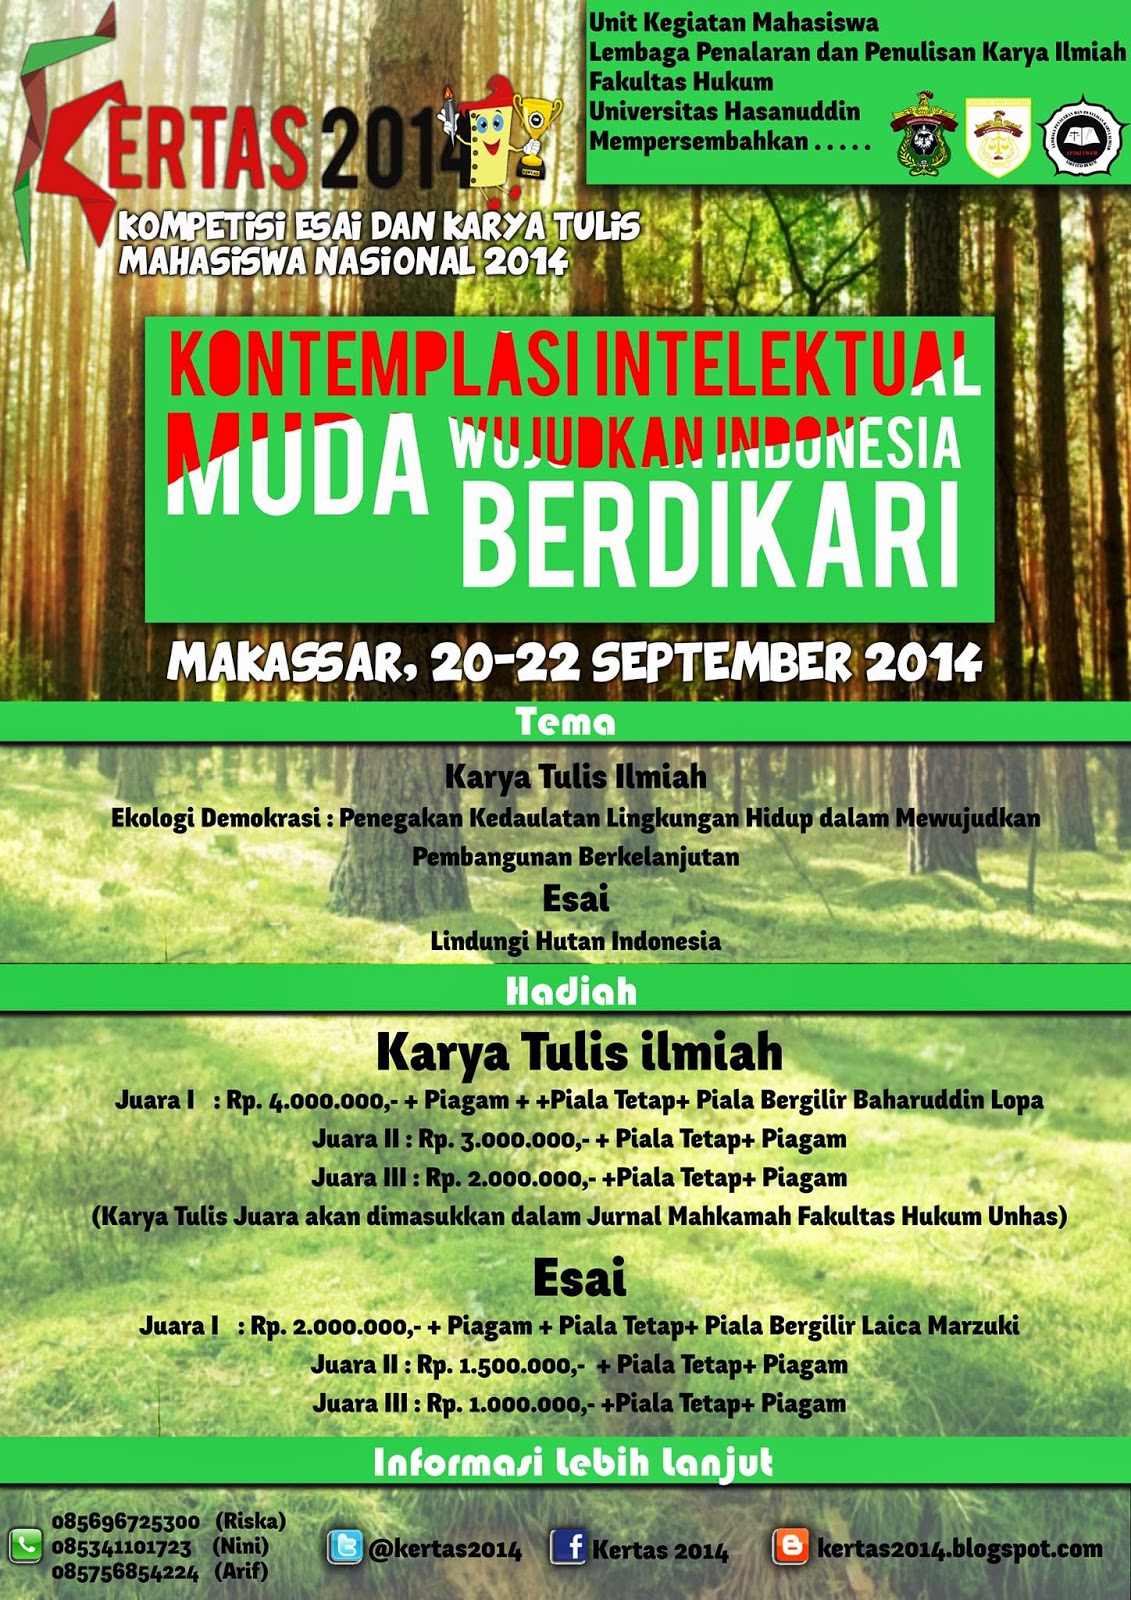 Unit Kegiatan Mahasiswa
Lembaga Penalaran dan Penulisan Karya Ilmiah
Fakultas Hukum
Universitas Hasanuddin
Mempersembahkan . . . . .
KERTAS 2014
KERTAS
KOMPETISI ESAI DAN KARYA TULIS
MAHASISWA NASIONAL 2014
KONTEMPLASI INTELEKTUAL
MUDA WUJUDKAN INDONESIA
BERDIKARI
MAKASSAR, 20-22 SEPTEMBER 2014
Tema
Karya Tulis Ilmiah
Ekologi Demokrasi : Penegakan Kedaulatan Lingkungan Hidup dalam Mewujudkan
Pembangunan Berkelanjutan
Esai
Lindungi Hutan Indonesia
Hadiah
Karya Tulis ilmiah
Juara I : Rp. 4.000.000,- + Piagam + +Piala Tetap+ Piala Bergilir Baharuddin Lopa
Juara II : Rp. 3.000.000,- + Piala Tetap+ Piagam
Juara III : Rp. 2.000.000,- +Piala Tetap+ Piagam
(Karya Tulis Juara akan dimasukkan dalam Jurnal Mahkamah Fakultas Hukum Unhas)
Esai
Juara I : Rp. 2.000.000,- + Piagam + Piala Tetap+ Piala Bergilir Laica Marzuki
Juara II : Rp. 1.500.000,- + Piala Tetap+ Piagam
Juara III : Rp. 1.000.000,- +Piala Tetap+ Piagam
Informasi Lebih Lanjut
085696725300 (Riska)
085341101723 (Nini)
085756854224 (Arif)
@kertas2014
Kertas 2014
kertas2014.blogspot.com